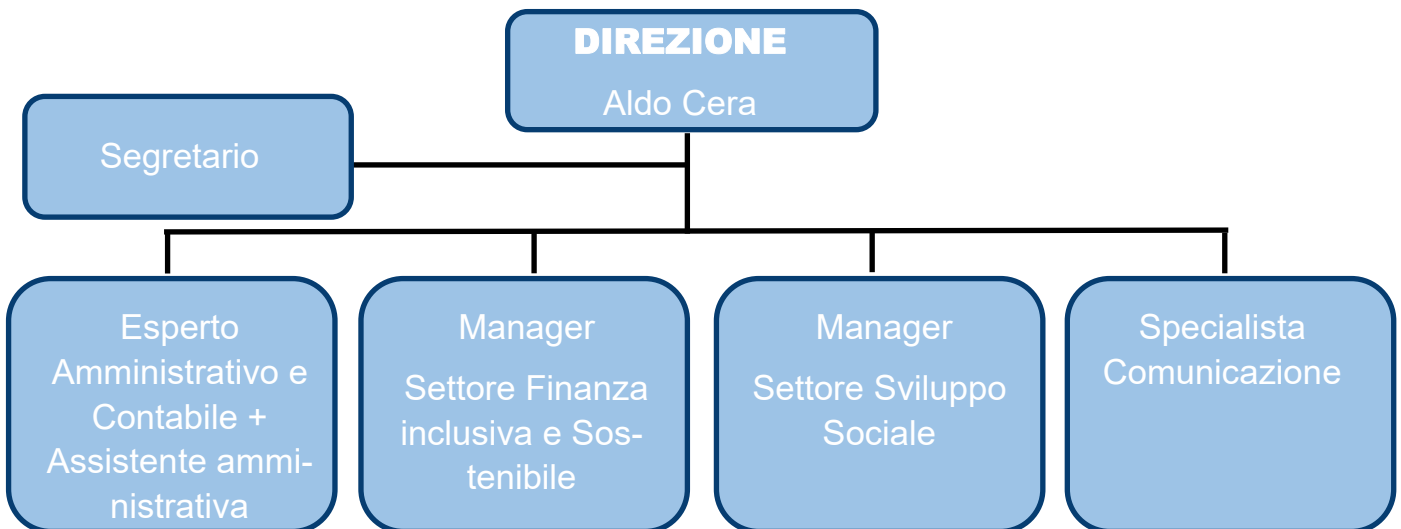 DIREZIONE
Aldo Cera
Segretario
Esperto
Amministrativo e
Contabile +
Assistente ammi-
nistrativa
Manager
Settore Finanza
inclusiva e Sos-
tenibile
Manager
Settore Sviluppo
Sociale
Specialista
Comunicazione